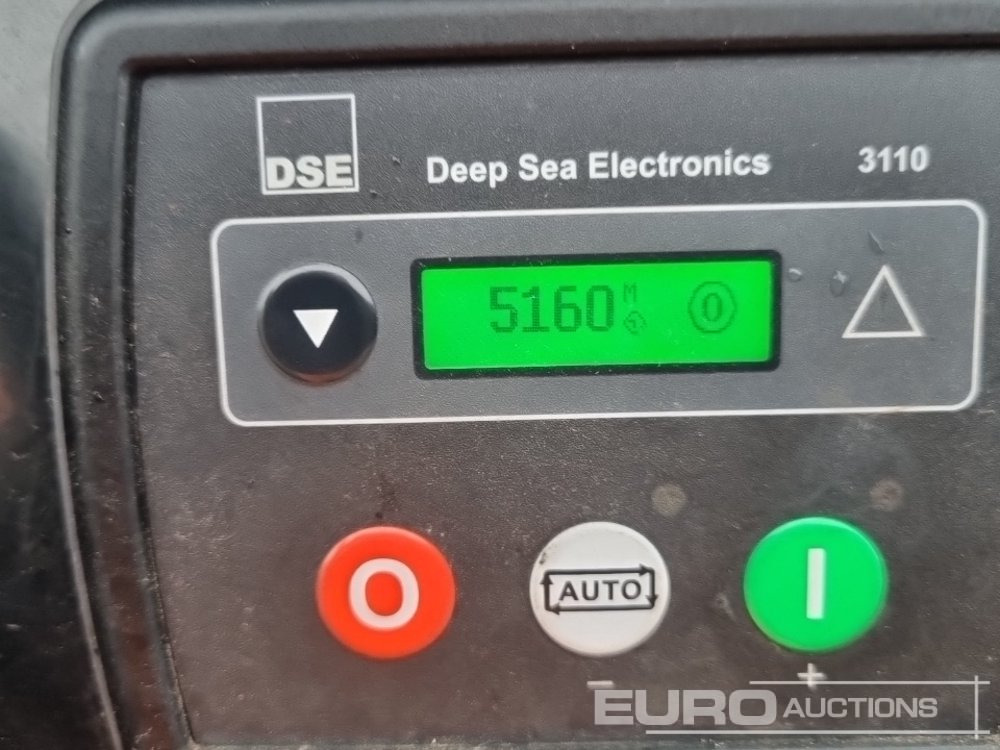 DSE
Deep Sea Electronics 3110
5160 M 0
O AUTO I
- +
EURO AUCTIONS